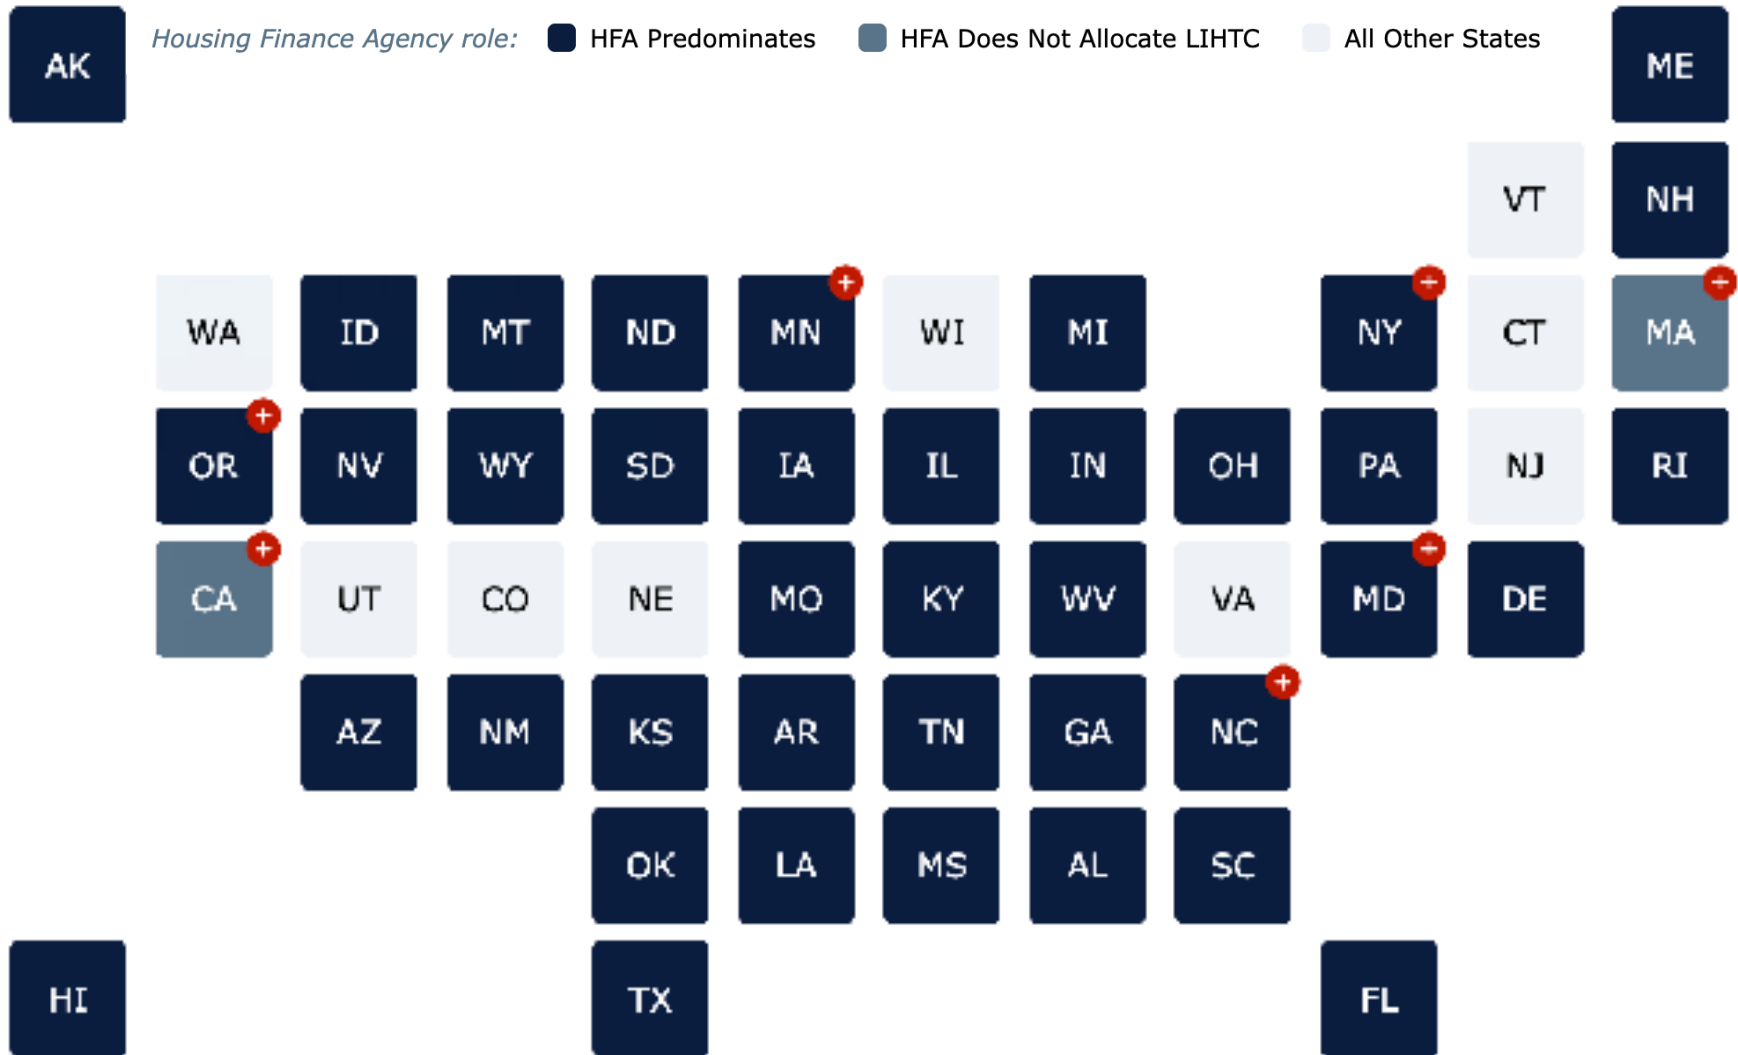 AK Housing Finance Agency role: HFA Predominates HFA Does Not Allocate LIHTC All Other States ME
VT NH
WA ID MT ND MN + WI MI NY + CT MA +
OR + NV WY SD IA IL IN OH PA NJ RI
CA + UT CO NE MO KY WV VA MD + DE
AZ NM KS AR TN GA NC +
OK LA MS AL SC
HI TX FL